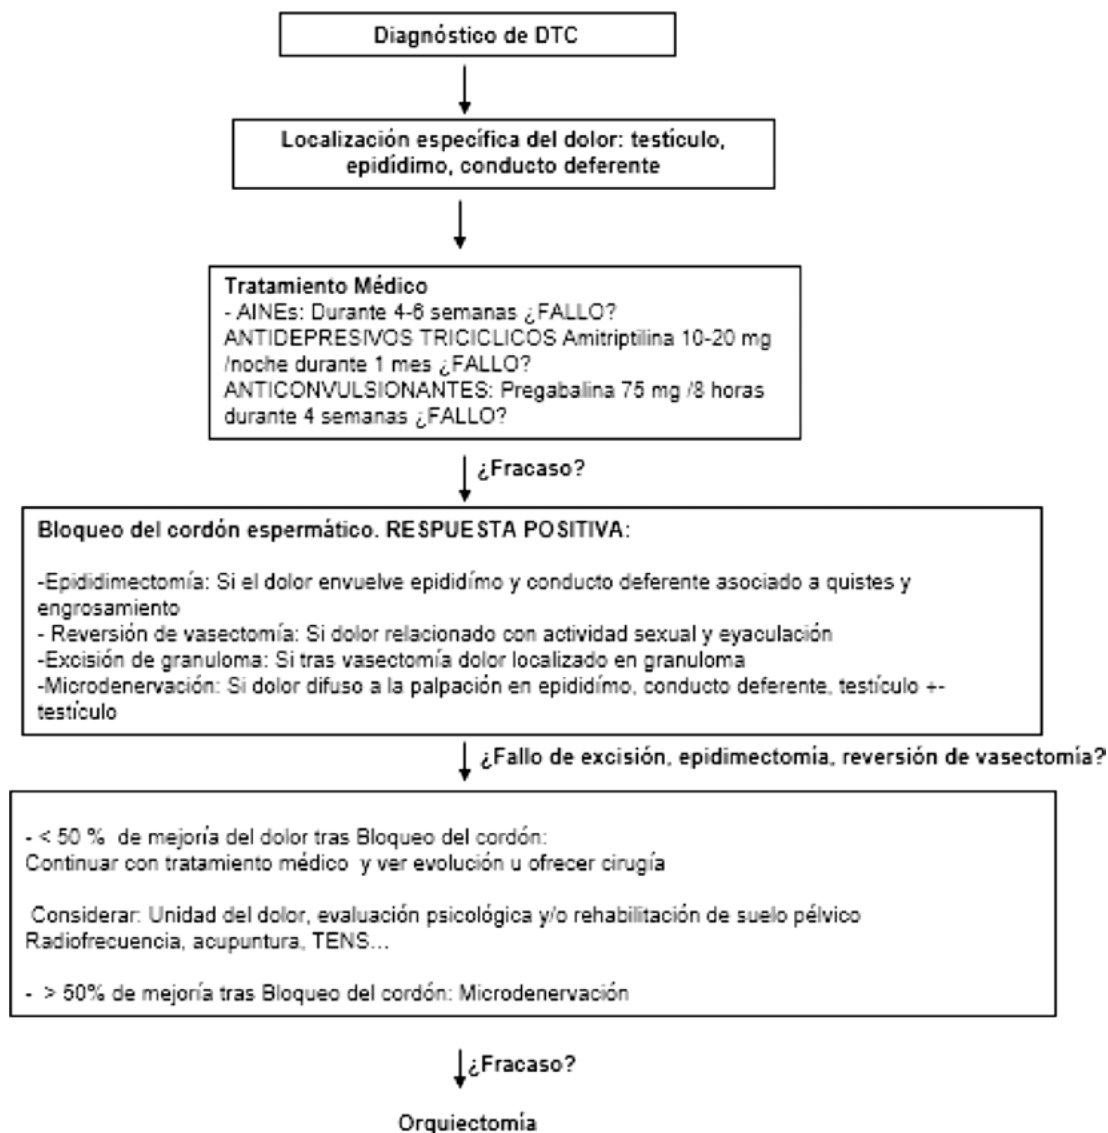 Diagnóstico de DTC
Localización específica del dolor: testículo,
epidídimo, conducto deferente
Tratamiento Médico
- AINEs: Durante 4-6 semanas ¿FALLO?
ANTIDEPRESIVOS TRICICLICOS Amitriptilina 10-20 mg
/noche durante 1 mes ¿FALLO?
ANTICONVULSIONANTES: Pregabalina 75 mg /8 horas
durante 4 semanas ¿FALLO?
¿Fracaso?
Bloqueo del cordón espermático. RESPUESTA POSITIVA:
-Epididimectomía: Si el dolor envuelve epidídímo y conducto deferente asociado a quistes y
engrosamiento
- Reversión de vasectomía: Si dolor relacionado con actividad sexual y eyaculación
-Excisión de granuloma: Si tras vasectomía dolor localizado en granuloma
-Microdenervación: Si dolor difuso a la palpación en epidídímo, conducto deferente, testículo +-
testículo
¿Fallo de excisión, epidimectomía, reversión de vasectomía?
- < 50 % de mejoría del dolor tras Bloqueo del cordón:
Continuar con tratamiento médico y ver evolución u ofrecer cirugía
Considerar: Unidad del dolor, evaluación psicológica y/o rehabilitación de suelo pélvico
Radiofrecuencia, acupuntura, TENS...
- > 50% de mejoría tras Bloqueo del cordón: Microdenervación
¿Fracaso?
Orquiectomía